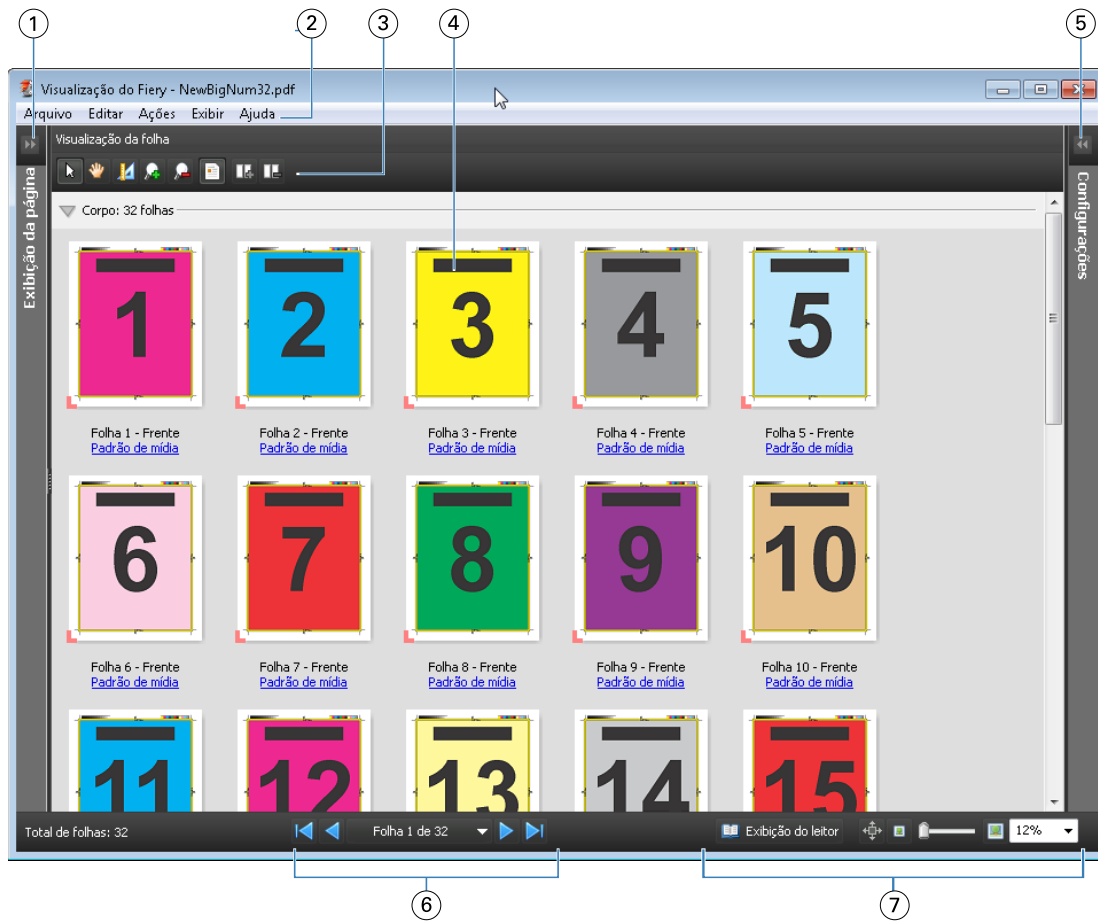 1 2 3 4 5
Visualização do Fiery - NewBigNum32.pdf
Arquivo Editar Ações Exibir Ajuda
Visualização da folha
Exibição da página
Configurações
Corpo: 32 folhas
1 2 3 4 5
Folha 1 - Frente Folha 2 - Frente Folha 3 - Frente Folha 4 - Frente Folha 5 - Frente
Padrão de mídia Padrão de mídia Padrão de mídia Padrão de mídia Padrão de mídia
6 7 8 9 10
Folha 6 - Frente Folha 7 - Frente Folha 8 - Frente Folha 9 - Frente Folha 10 - Frente
Padrão de mídia Padrão de mídia Padrão de mídia Padrão de mídia Padrão de mídia
11 12 13 14 15
Total de folhas: 32 Folha 1 de 32 Exibição do leitor 12%
6 7